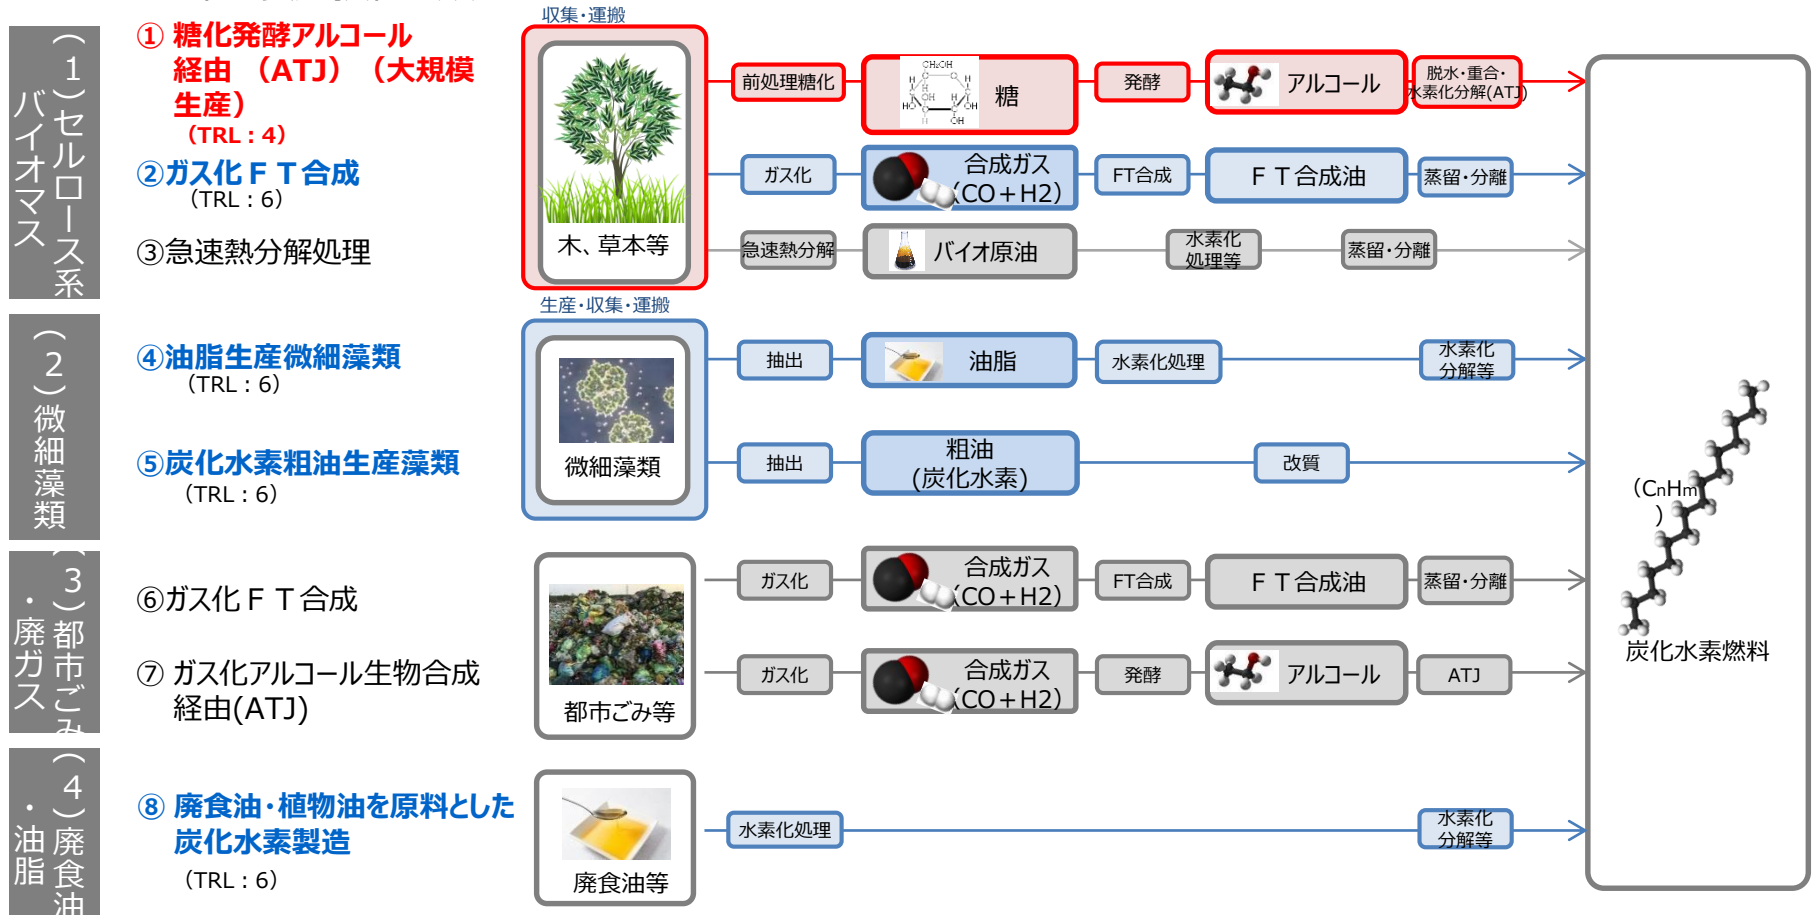 収集・運搬
(1)セルロース系
バイオマス
① 糖化発酵アルコール
経由 （ATJ）（大規模
生産）
（TRL：4）
②ガス化ＦＴ合成
（TRL：6）
③急速熱分解処理
木、草本等
前処理糖化
CH₂OH
糖
発酵
アルコール
脱水・重合・
水素化分解(ATJ)
ガス化
合成ガス
（CO＋H2）
FT合成
ＦＴ合成油
蒸留・分離
急速熱分解
バイオ原油
水素化
処理等
蒸留・分離
生産・収集・運搬
(2)微細藻類
④油脂生産微細藻類
（TRL：6）
⑤炭化水素粗油生産藻類
（TRL：6）
微細藻類
抽出
油脂
水素化処理
水素化
分解等
抽出
粗油
(炭化水素)
改質
(3)都市ごみ
・廃ガス
⑥ガス化ＦＴ合成
⑦ ガス化アルコール生物合成
経由(ATJ)
都市ごみ等
ガス化
合成ガス
（CO＋H2）
FT合成
ＦＴ合成油
蒸留・分離
ガス化
合成ガス
（CO＋H2）
発酵
アルコール
ATJ
(4)廃食油
・油脂
⑧ 廃食油・植物油を原料とした
炭化水素製造
（TRL：6）
廃食油等
水素化処理
水素化
分解等
（CnHm
）
炭化水素燃料